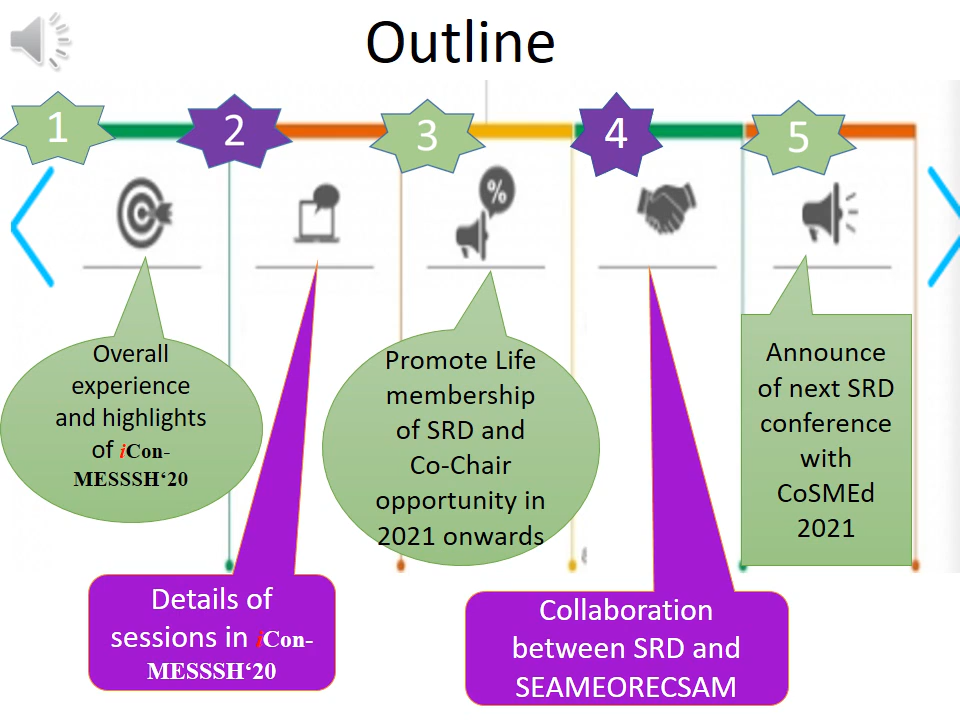 Outline
1
2
3
4
5
%
Overall
experience
and highlights
of iCon-
MESSSH‘20
Details of
sessions in iCon-
MESSSH‘20
Promote Life
membership
of SRD and
Co-Chair
opportunity in
2021 onwards
Collaboration
between SRD and
SEAMEORECSAM
Announce
of next SRD
conference
with
CoSMEd
2021